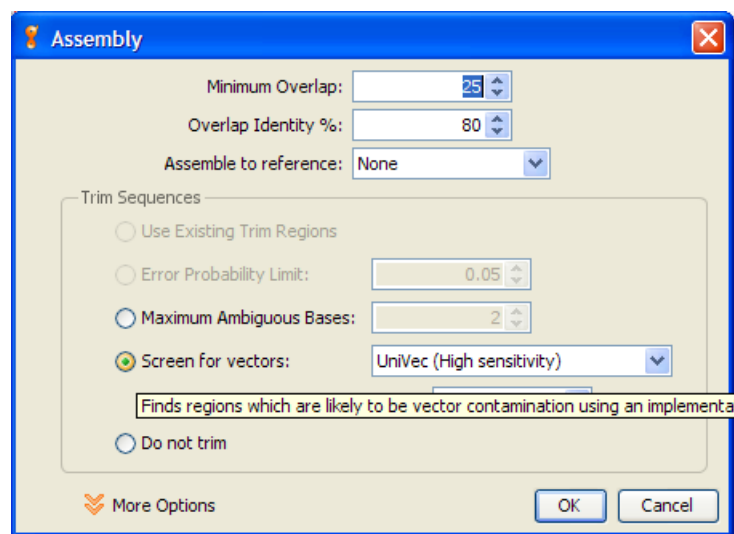 Assembly
Minimum Overlap: 25
Overlap Identity %: 80
Assemble to reference: None
Trim Sequences
Use Existing Trim Regions
Error Probability Limit: 0.05
Maximum Ambiguous Bases: 2
Screen for vectors: UniVec (High sensitivity)
Finds regions which are likely to be vector contamination using an implementa
Do not trim
More Options OK Cancel